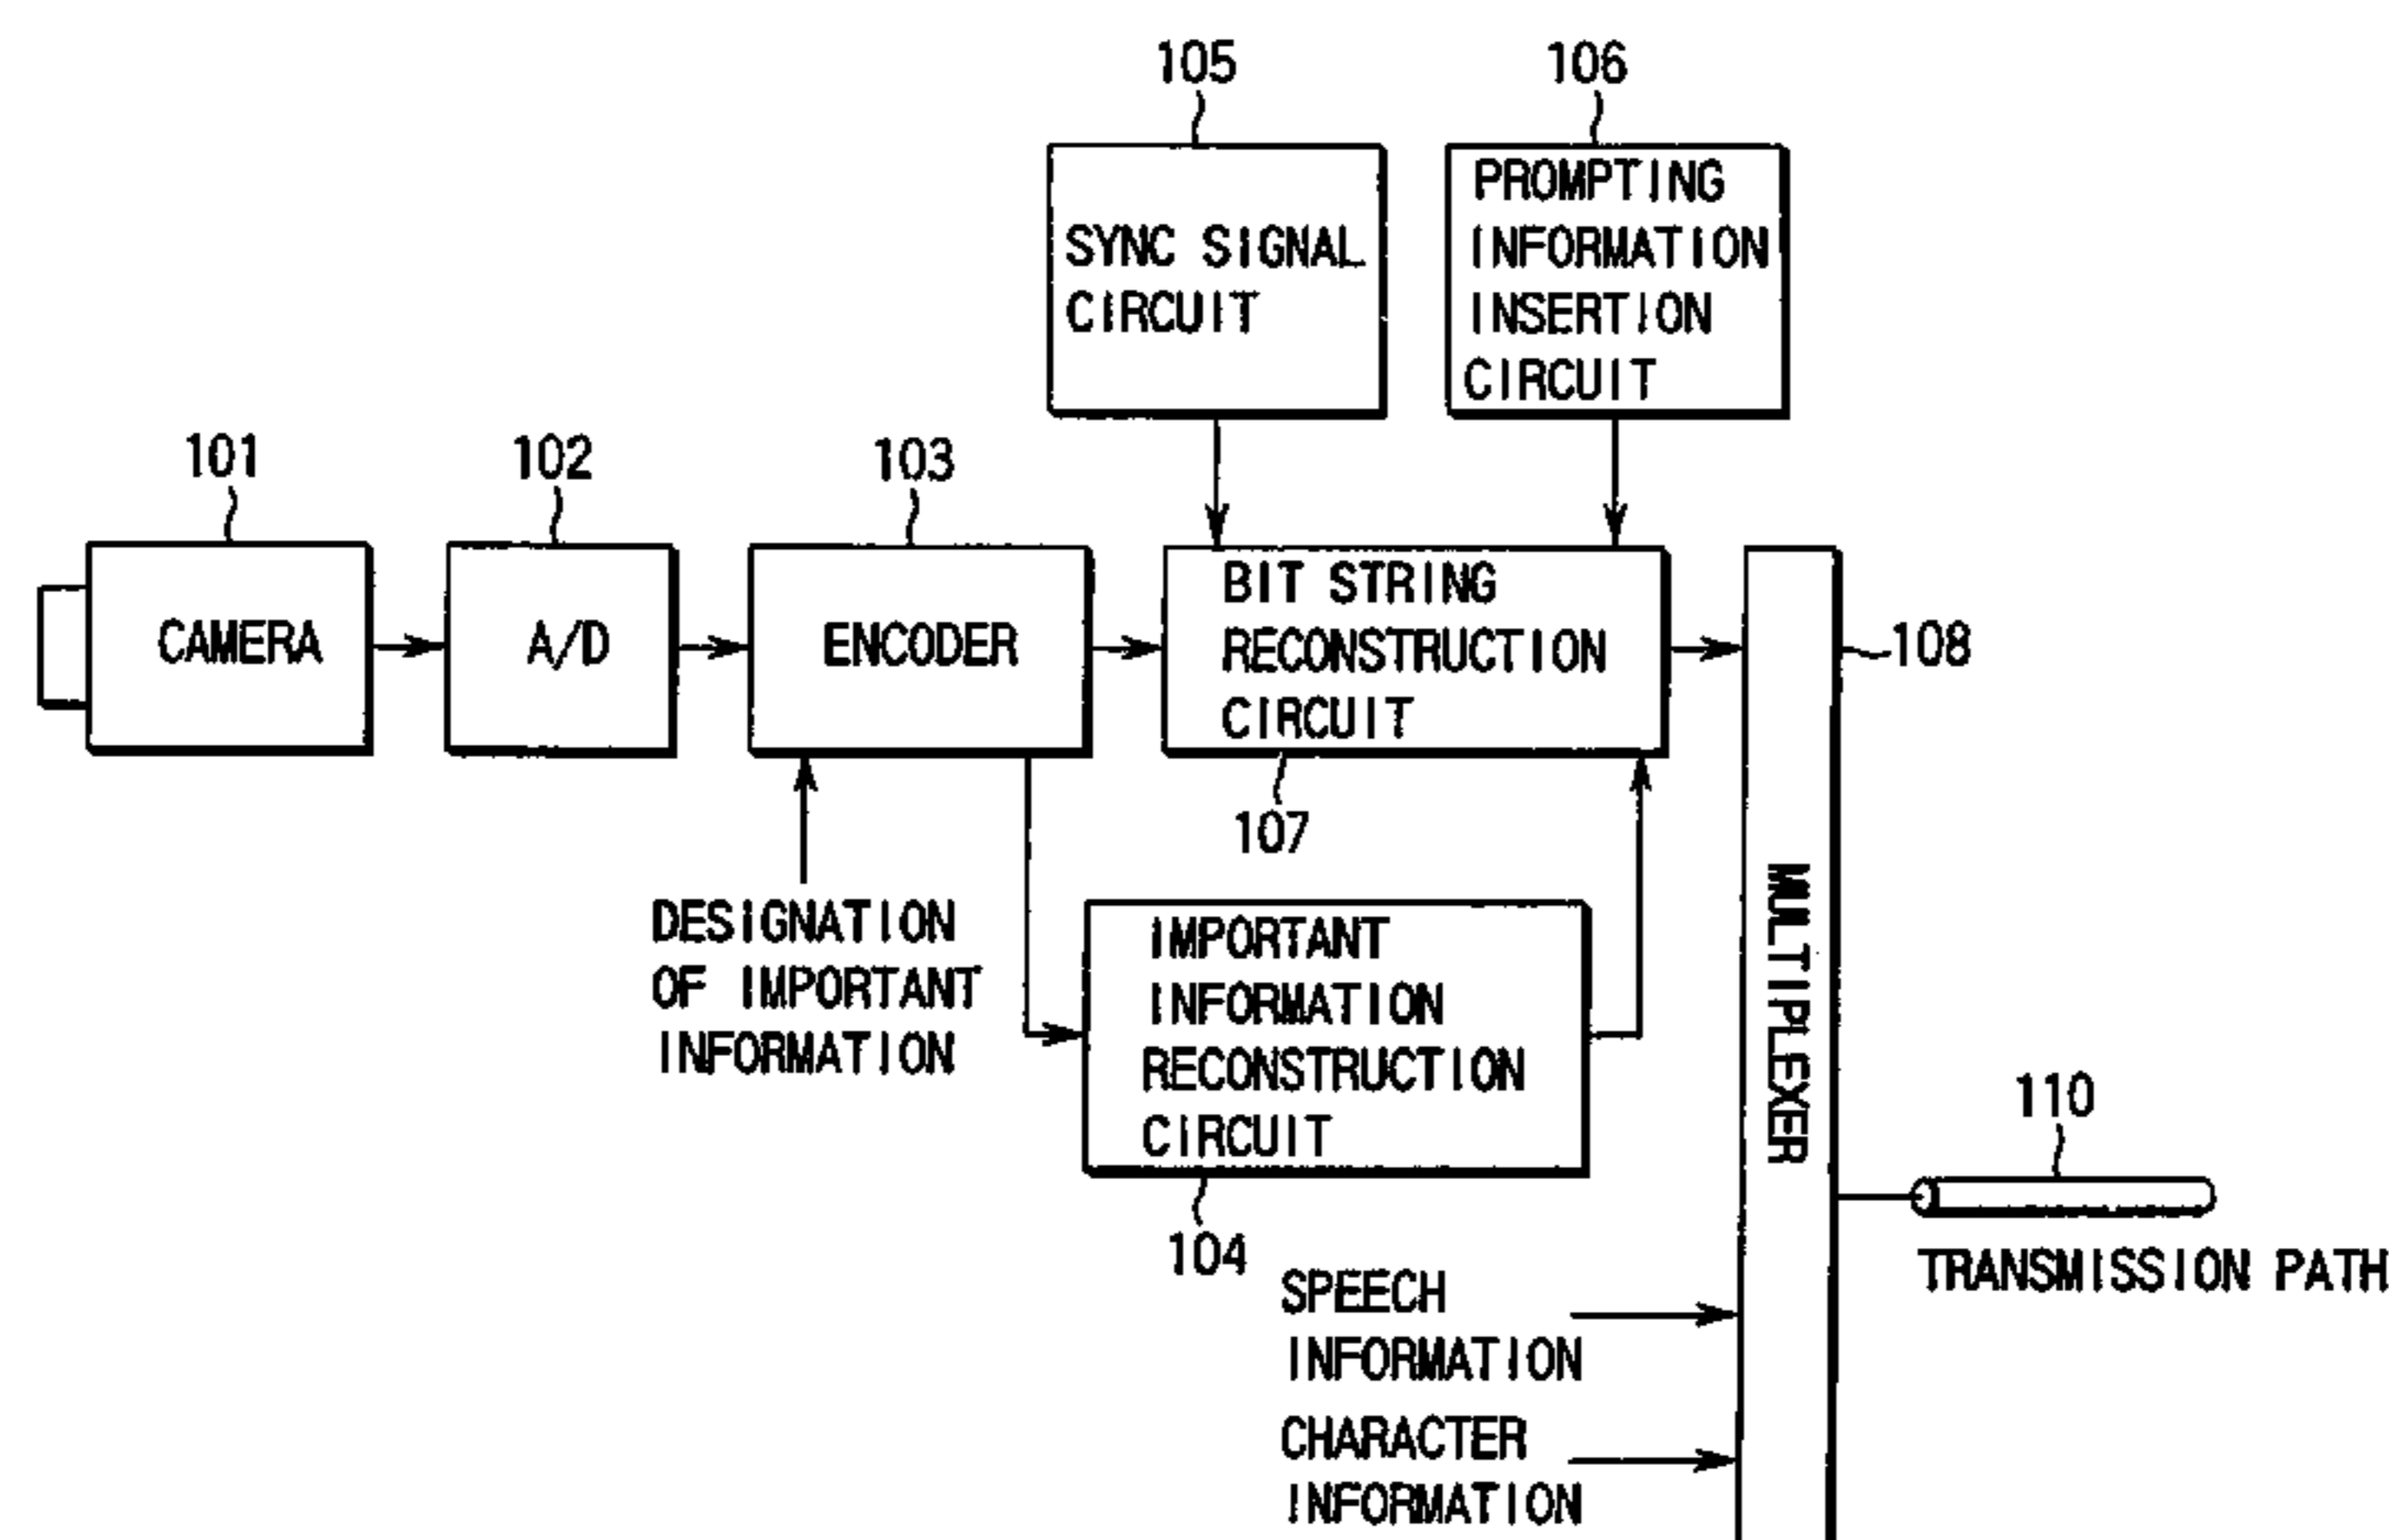 105
106
SYNC SIGNAL
CIRCUIT
PROMPTING
INFORMATION
INSERTION
CIRCUIT
101
102
103
CAMERA
A/D
ENCODER
BIT STRING
RECONSTRUCTION
CIRCUIT
108
107
DESIGNATION
OF IMPORTANT
INFORMATION
IMPORTANT
INFORMATION
RECONSTRUCTION
CIRCUIT
104
MULTIPLEXER
110
TRANSMISSION PATH
SPEECH
INFORMATION
CHARACTER
INFORMATION